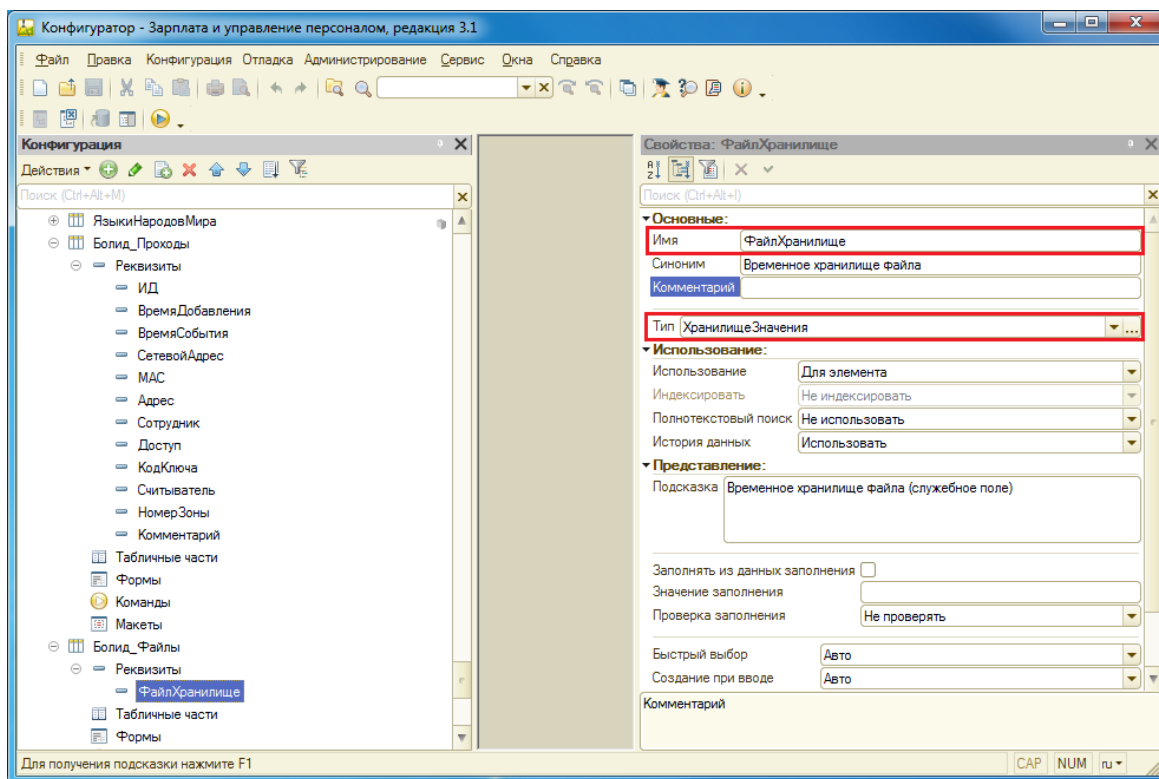 Конфигуратор - Зарплата и управление персоналом, редакция 3.1
Файл Правка Конфигурация Отладка Администрирование Сервис Окна Справка
Конфигурация
Действия
Поиск (Ctrl+Alt+M)
ЯзыкиНародовМира
Болид_Проходы
Реквизиты
ИД
ВремяДобавления
ВремяСобытия
СетевойАдрес
MAC
Адрес
Сотрудник
Доступ
КодКлюча
Считыватель
НомерЗоны
Комментарий
Табличные части
Формы
Команды
Макеты
Болид_Файлы
Реквизиты
ФайлХранилище
Табличные части
Формы
Свойства: ФайлХранилище
Поиск (Ctrl+Alt+I)
Основные:
Имя ФайлХранилище
Синоним Временное хранилище файла
Комментарий
Тип ХранилищеЗначения
Использование:
Использование Для элемента
Индексировать Не индексировать
Полнотекстовый поиск Не использовать
История данных Использовать
Представление:
Подсказка Временное хранилище файла (служебное поле)
Заполнять из данных заполнения
Значение заполнения
Проверка заполнения Не проверять
Быстрый выбор Авто
Создание при вводе Авто
Комментарий
Для получения подсказки нажмите F1 CAP NUM ru